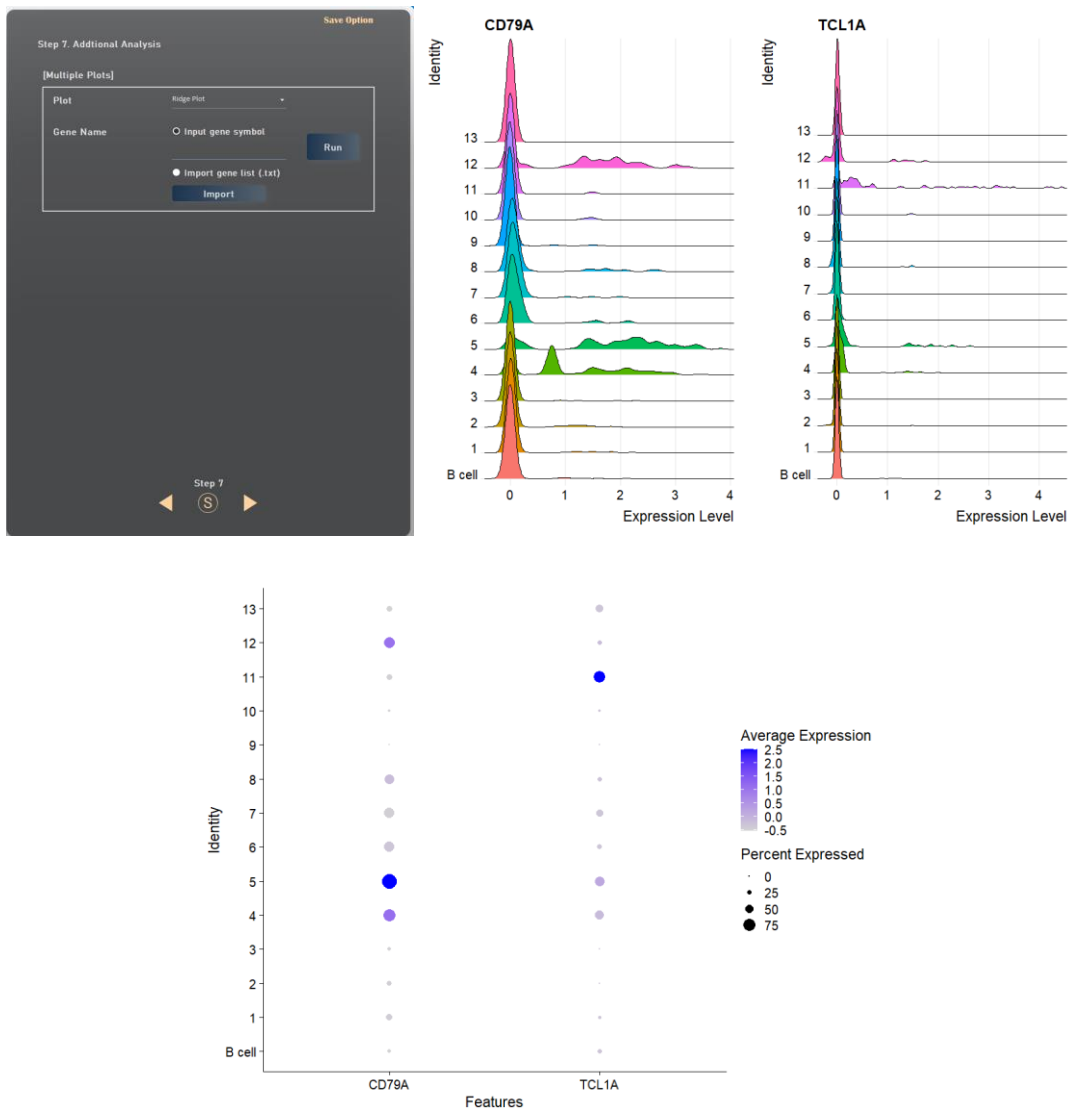 Save Option
Step 7. Addtional Analysis
[Multiple Plots]
Plot
Ridge Plot
Gene Name
Input gene symbol
Run
Import gene list (.txt)
Import
Step 7
S
CD79A
Identity
13
12
11
10
9
8
7
6
5
4
3
2
1
B cell
0 1 2 3 4
Expression Level
TCL1A
Identity
13
12
11
10
9
8
7
6
5
4
3
2
1
B cell
0 1 2 3 4
Expression Level
Identity
13
12
11
10
9
8
7
6
5
4
3
2
1
B cell
CD79A TCL1A
Features
Average Expression
2.5
2.0
1.5
1.0
0.5
0.0
-0.5
Percent Expressed
0
25
50
75